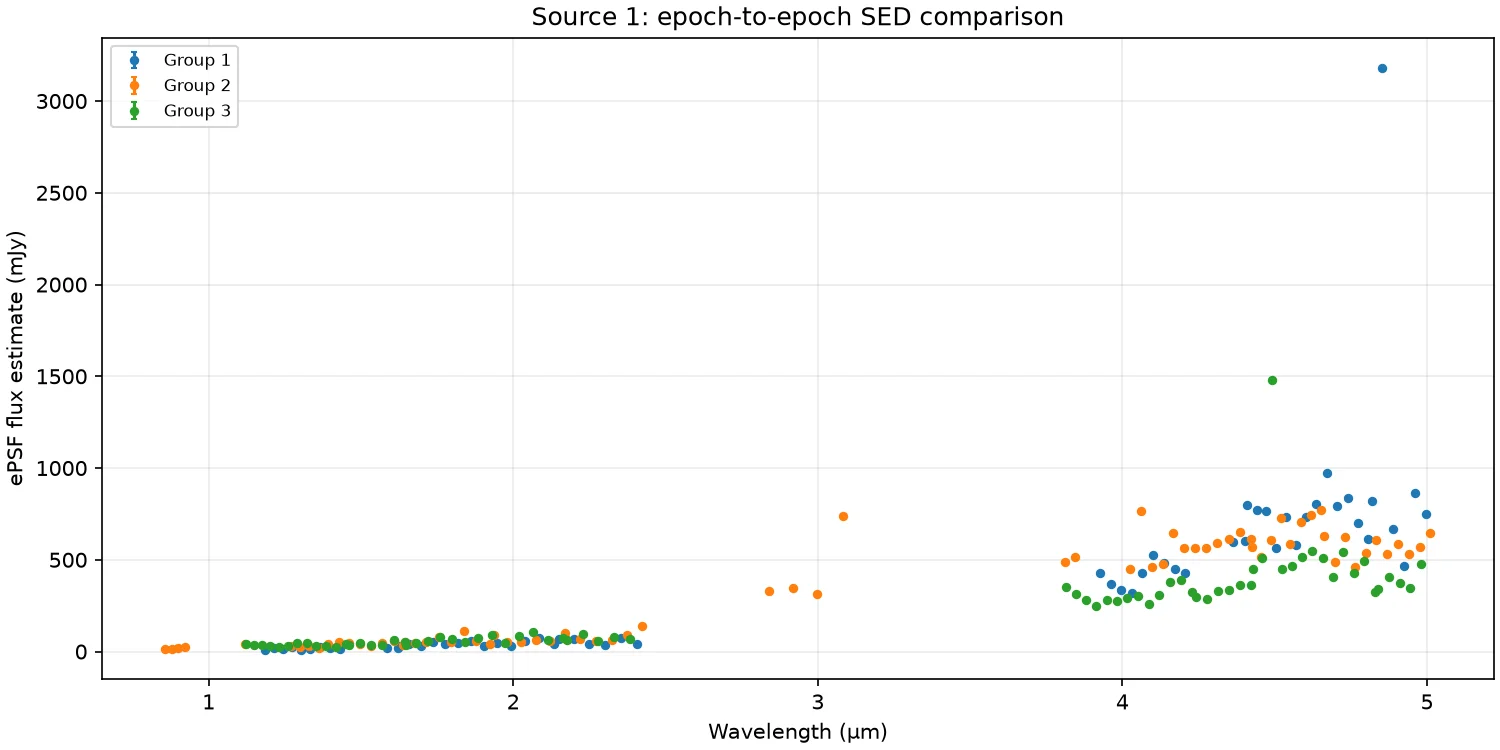 Source 1: epoch-to-epoch SED comparison
Group 1
Group 2
Group 3
ePSF flux estimate (mJy)
3000
2500
2000
1500
1000
500
0
1 2 3 4 5
Wavelength (μm)